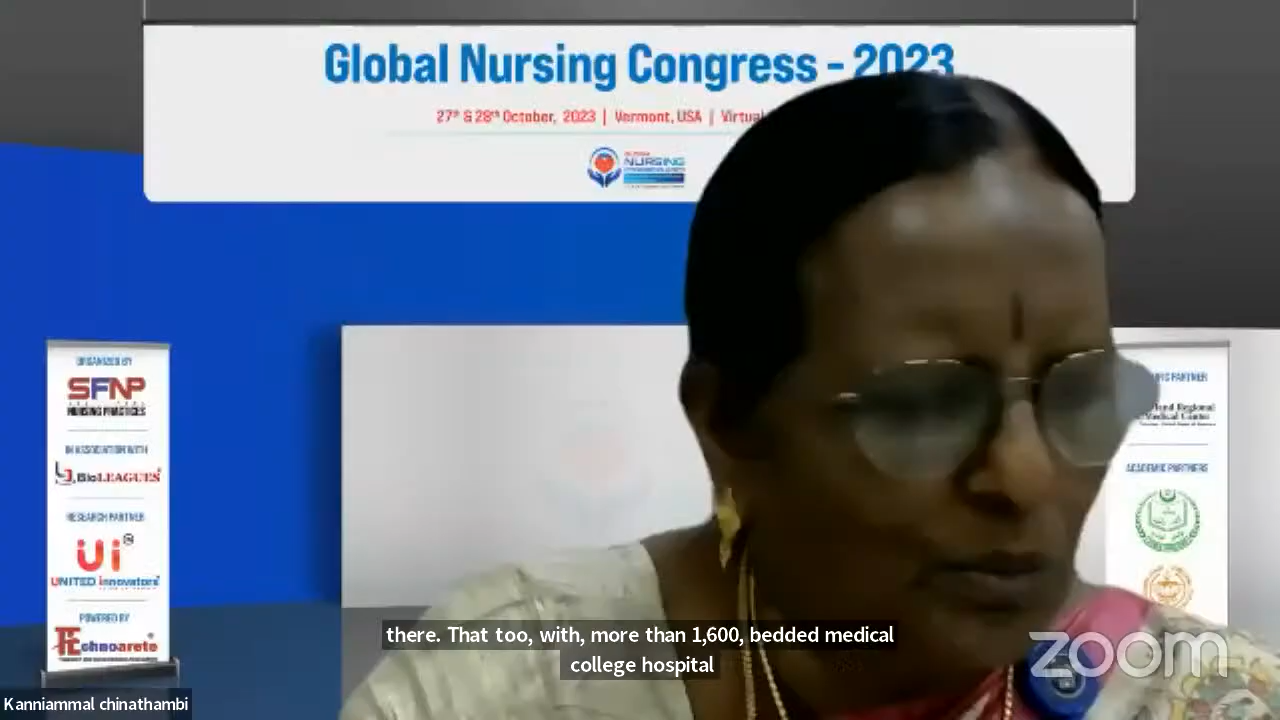 Global Nursing Congress - 2023
27th & 28th October, 2023 | Vermont, USA | Virtual
NURSING
ORGANIZED BY
SFNP
NURSING PRACTICES
IN ASSOCIATION WITH
BioLEAGUES
RESEARCH PARTNER
Ui
UNITED innovators
POWERED BY
TEchnoarete
PARTNER
Regional
Medical Center
ACADEMIC PARTNERS
there. That too, with, more than 1,600, bedded medical
college hospital
zoom
Kanniammal chinathambi